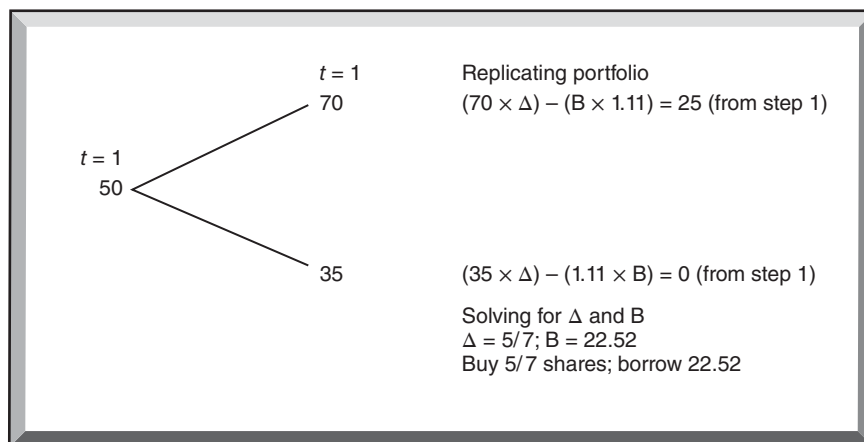 t = 1 Replicating portfolio
70 (70 × Δ) – (B × 1.11) = 25 (from step 1)
t = 1
50
35 (35 × Δ) – (1.11 × B) = 0 (from step 1)
Solving for Δ and B
Δ = 5/7; B = 22.52
Buy 5/7 shares; borrow 22.52